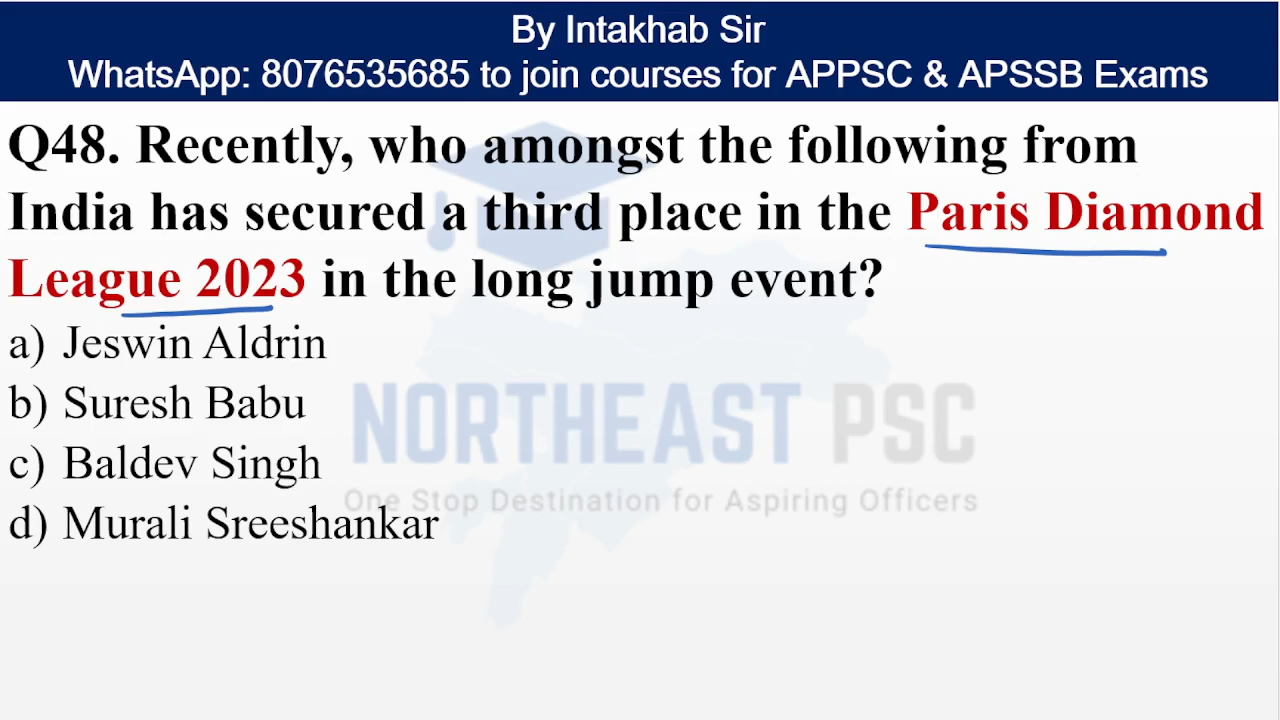 By Intakhab Sir
WhatsApp: 8076535685 to join courses for APPSC & APSSB Exams
Q48. Recently, who amongst the following from
India has secured a third place in the Paris Diamond
League 2023 in the long jump event?
a) Jeswin Aldrin
b) Suresh Babu
NORTHEAST PSC
c) Baldev Singh
One Stop Destination for Aspiring Officers
d) Murali Sreeshankar